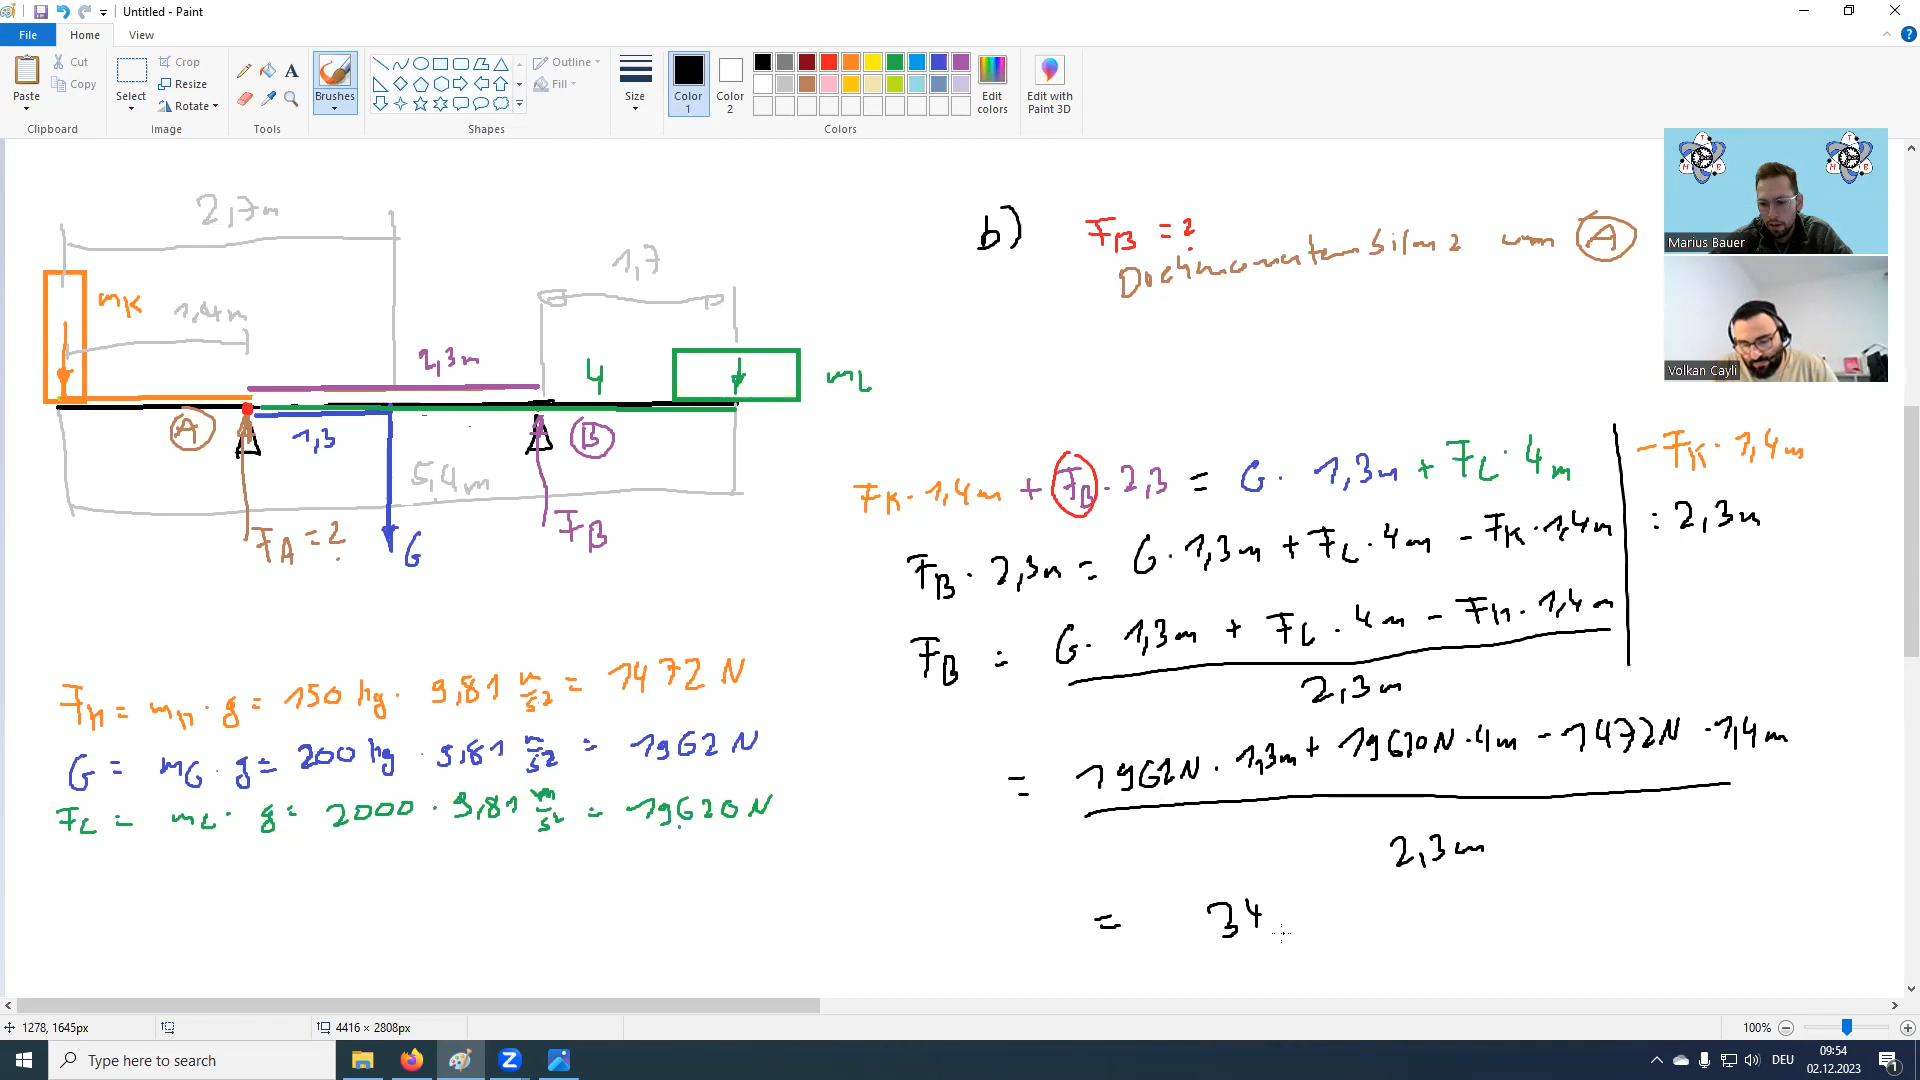 Untitled - Paint
File Home View
Paste
Cut
Copy
Clipboard
Select
Crop
Resize
Rotate
Image
Tools
Brushes
Shapes
Outline
Fill
Size
Color 1
Color 2
Edit colors
Colors
Edit with Paint 3D
Marius Bauer
Volkan Cayli
2,7m
1,7
mK
1,4m
2,3m
4
mL
A
1,3
B
5,4m
FA = ?
G
FB
FK = mK · g = 150 kg · 9,81 m/s2 = 1472 N
G = mG · g = 200 kg · 9,81 m/s2 = 1962 N
FL = mL · g = 2000 · 9,81 m/s2 = 19620 N
b) FB = ?
Drehmomentenbilanz um A
FK · 1,4m + FB · 2,3 = G · 1,3m + FL · 4m | - FK · 1,4m
FB · 2,3m = G · 1,3m + FL · 4m - FK · 1,4m | : 2,3m
FB = G · 1,3m + FL · 4m - FK · 1,4m
2,3m
= 1962N · 1,3m + 19620N · 4m - 1472N · 1,4m
2,3m
= 34
1278, 1645px
4416 × 2808px
100%
Type here to search
DEU
09:54
02.12.2023
1